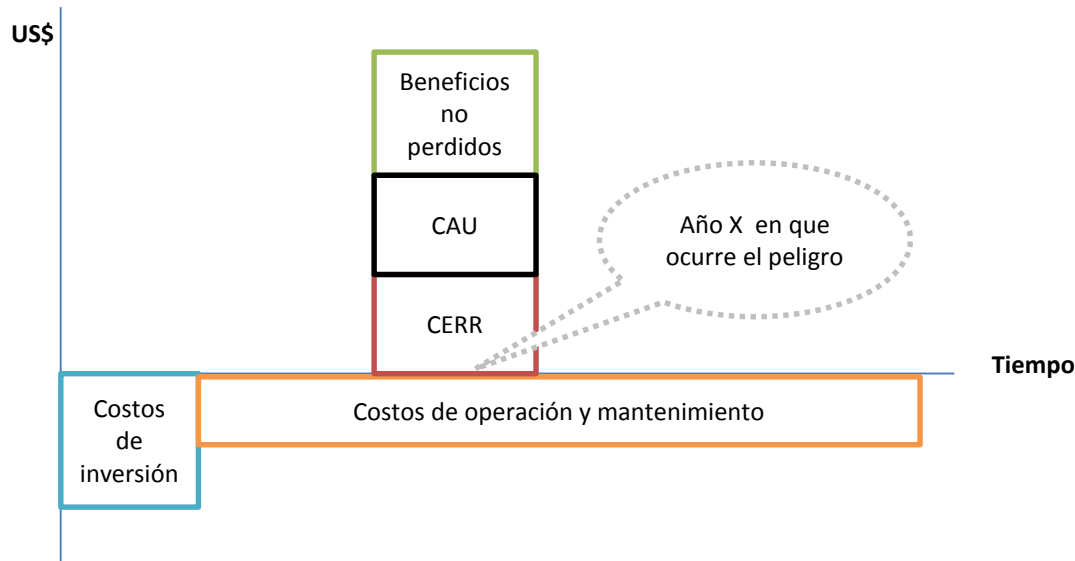 US$
Beneficios
no
perdidos
CAU
Año X en que
ocurre el peligro
CERR
Tiempo
Costos
de
inversión
Costos de operación y mantenimiento